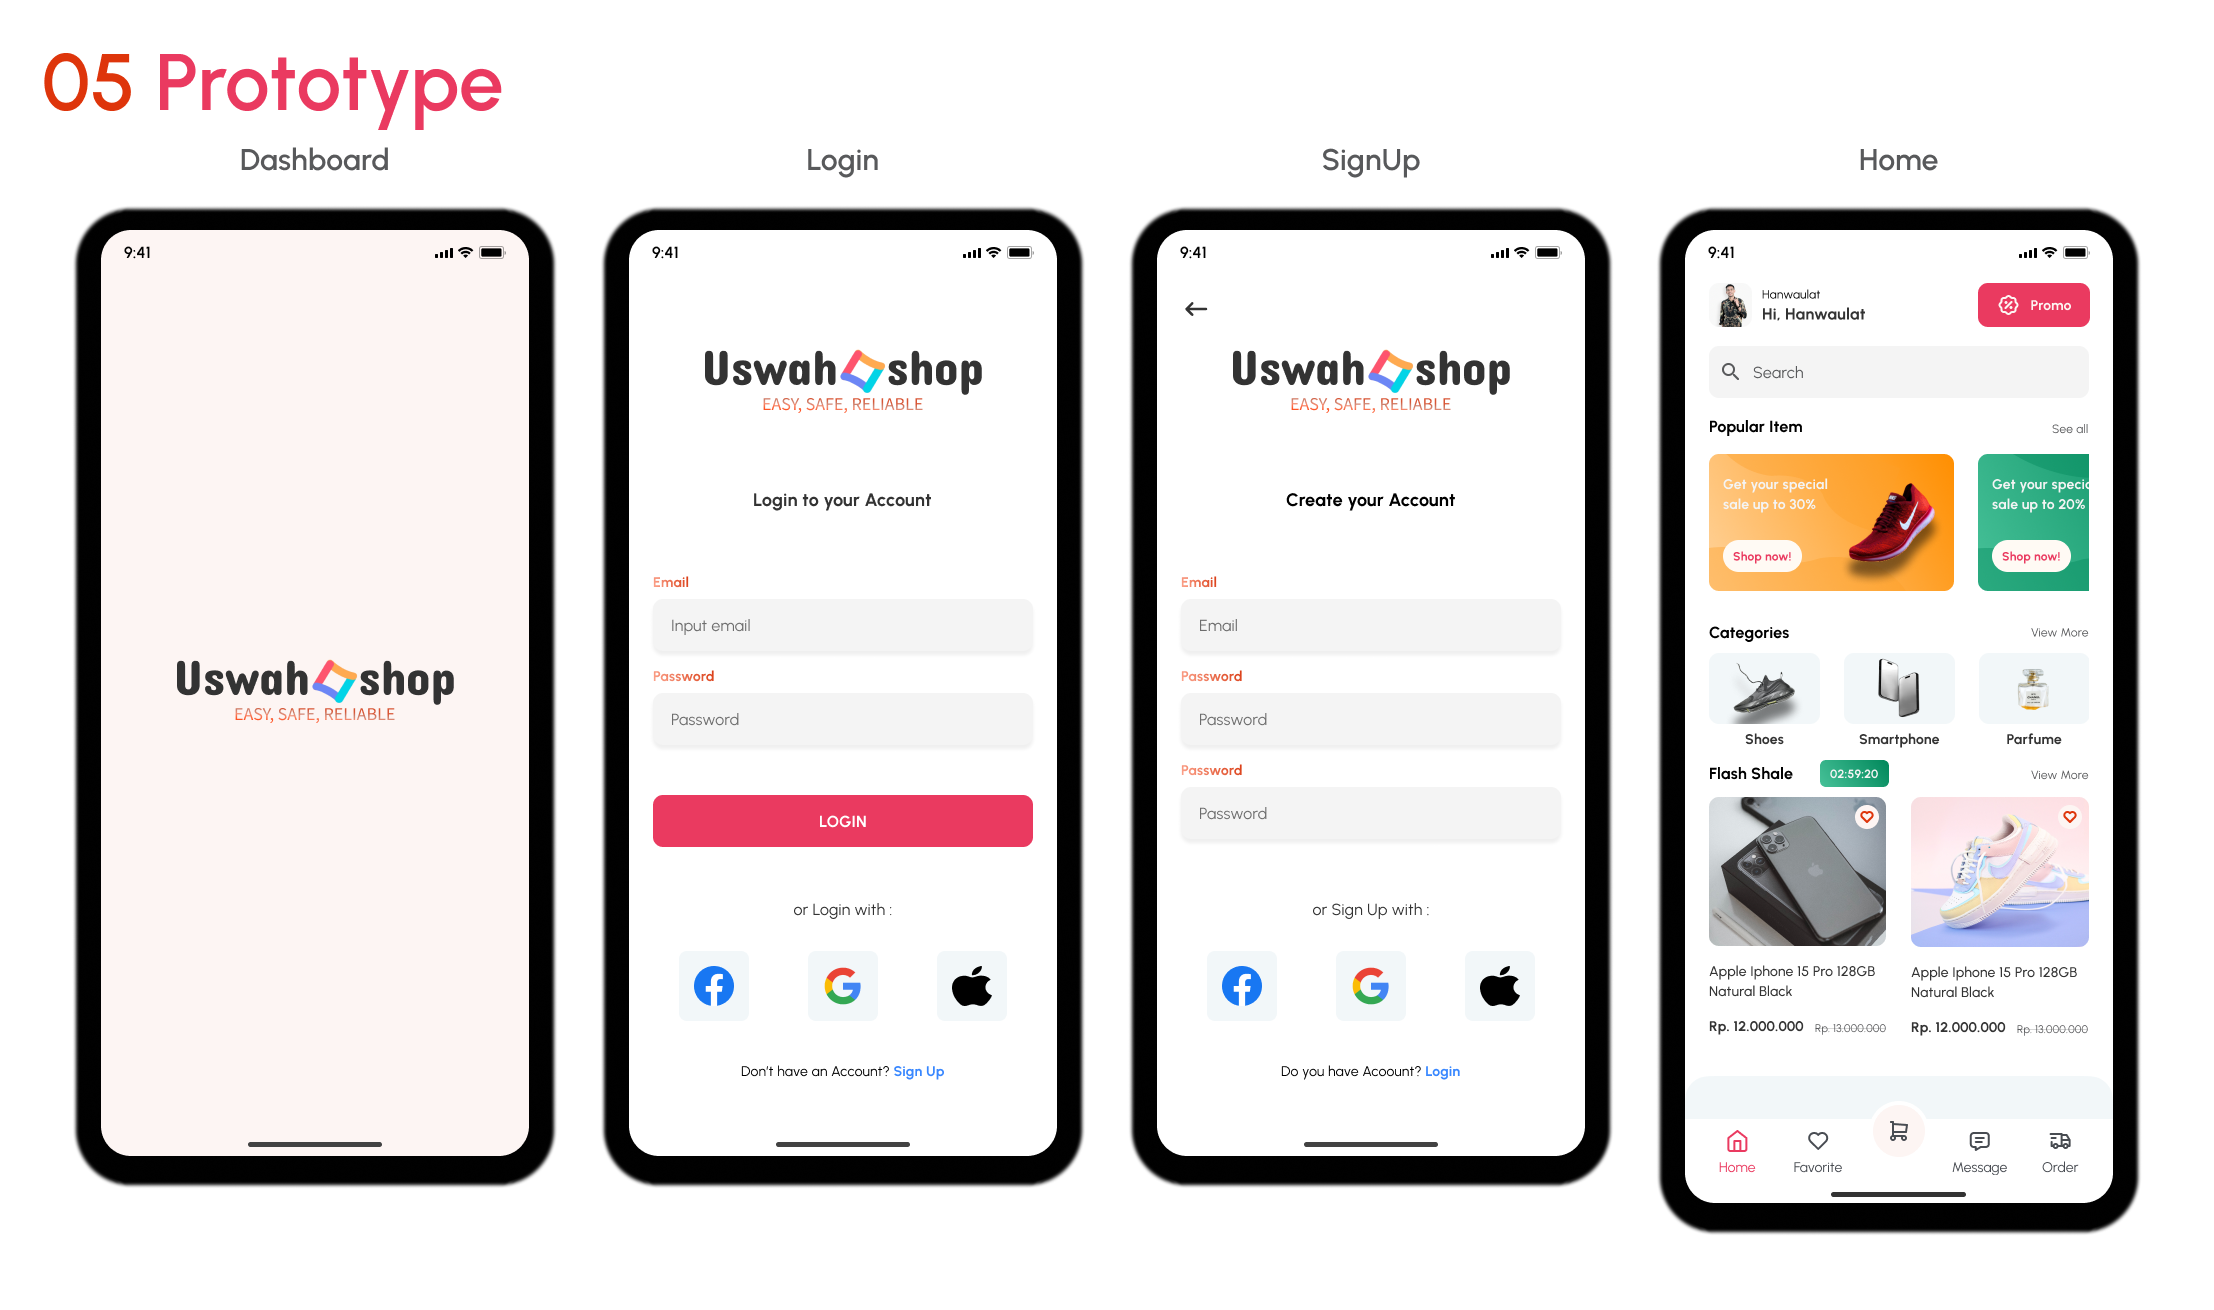 05 Prototype
Dashboard
9:41
Uswah shop
EASY, SAFE, RELIABLE
Login
9:41
Uswah shop
EASY, SAFE, RELIABLE
Login to your Account
Email
Input email
Password
Password
LOGIN
or Login with :
Don't have an Account? Sign Up
SignUp
9:41
Uswah shop
EASY, SAFE, RELIABLE
Create your Account
Email
Email
Password
Password
Password
Password
or Sign Up with :
Do you have Acoount? Login
Home
9:41
Hanwaulat
Hi, Hanwaulat
Promo
Search
Popular Item
See all
Get your special
sale up to 30%
Shop now!
Get your specia
sale up to 20%
Shop now!
Categories
View More
Shoes
Smartphone
Parfume
Flash Shale
02:59:20
View More
Apple Iphone 15 Pro 128GB
Natural Black
Rp. 12.000.000 Rp. 13.000.000
Apple Iphone 15 Pro 128GB
Natural Black
Rp. 12.000.000 Rp. 13.000.000
Home
Favorite
Message
Order